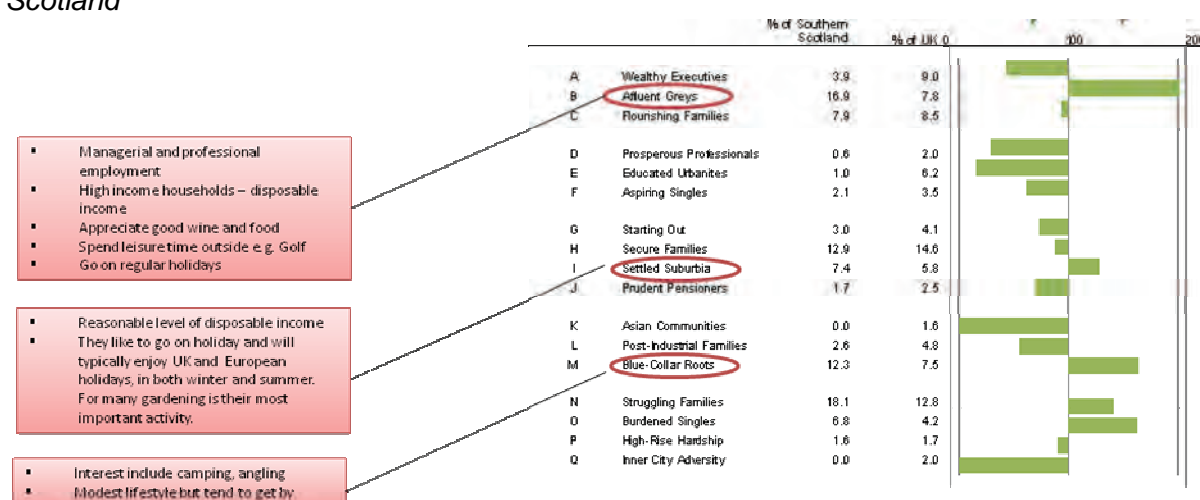 Scotland
% of Southern
Scotland
% of UK 0
100
200
A Wealthy Executives 3.9 9.0
B Affluent Greys 16.9 7.8
C Flourishing Families 7.9 8.5
D Prosperous Professionals 0.6 2.0
E Educated Urbanites 1.0 6.2
F Aspiring Singles 2.1 3.5
G Starting Out 3.0 4.1
H Secure Families 12.9 14.6
I Settled Suburbia 7.4 5.8
J Prudent Pensioners 1.7 2.5
K Asian Communities 0.0 1.6
L Post-Industrial Families 2.6 4.8
M Blue-Collar Roots 12.3 7.5
N Struggling Families 18.1 12.8
O Burdened Singles 6.8 4.2
P High-Rise Hardship 1.6 1.7
Q Inner City Adversity 0.0 2.0
▪ Managerial and professional
employment
▪ High income households – disposable
income
▪ Appreciate good wine and food
▪ Spend leisure time outside e.g. Golf
▪ Go on regular holidays
▪ Reasonable level of disposable income
▪ They like to go on holiday and will
typically enjoy UK and European
holidays, in both winter and summer.
For many gardening is their most
important activity.
▪ Interest include camping, angling
▪ Modest lifestyle but tend to get by.